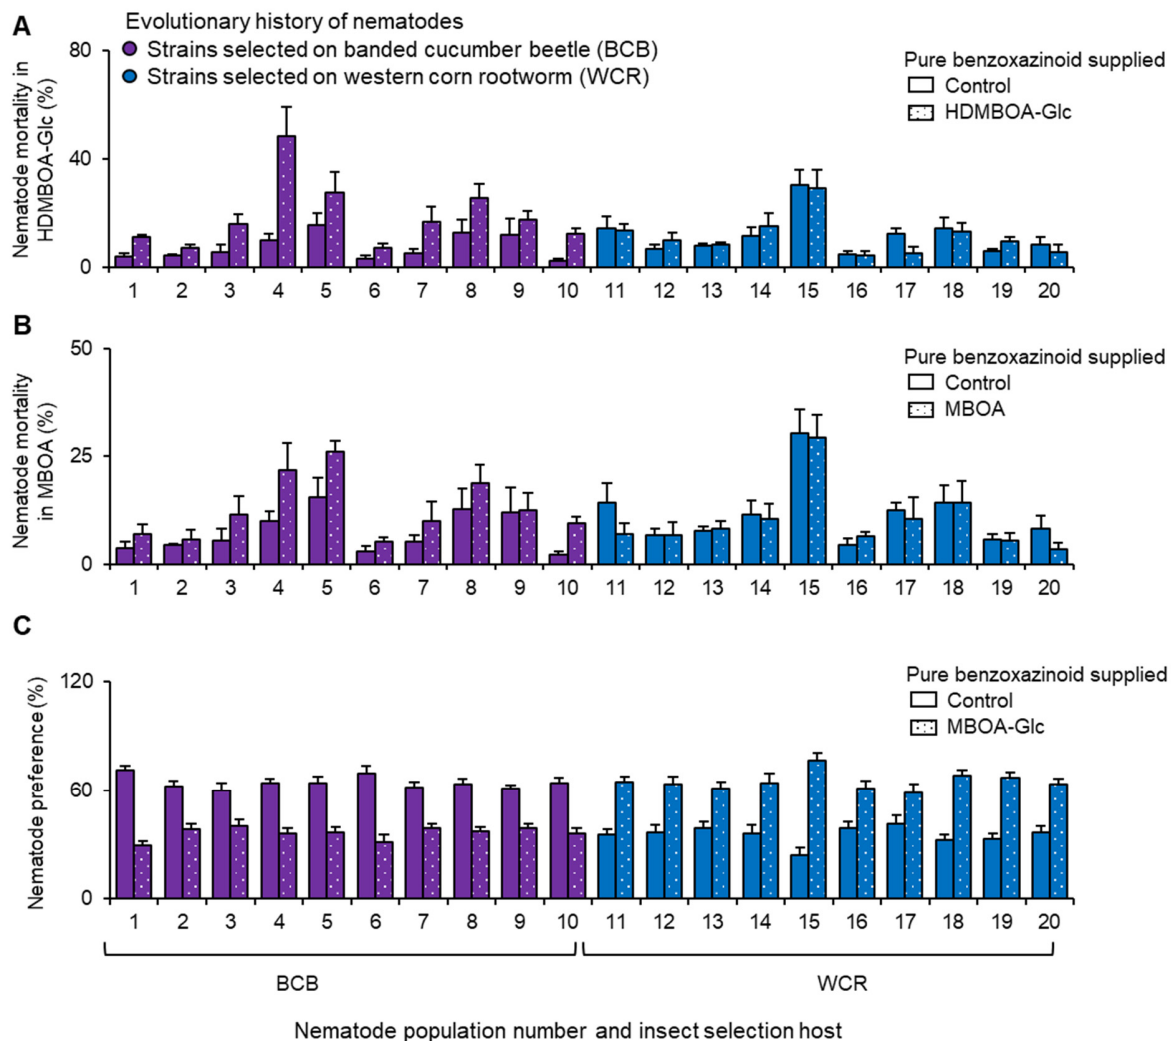 A
Evolutionary history of nematodes
Strains selected on banded cucumber beetle (BCB)
Strains selected on western corn rootworm (WCR)
Pure benzoxazinoid supplied
Control
HDMBOA-Glc
Nematode mortality in
HDMBOA-Glc (%)
80
40
0
1 2 3 4 5 6 7 8 9 10 11 12 13 14 15 16 17 18 19 20
B
Pure benzoxazinoid supplied
Control
MBOA
Nematode mortality
in MBOA (%)
50
25
0
1 2 3 4 5 6 7 8 9 10 11 12 13 14 15 16 17 18 19 20
C
Pure benzoxazinoid supplied
Control
MBOA-Glc
Nematode preference (%)
120
60
0
1 2 3 4 5 6 7 8 9 10 11 12 13 14 15 16 17 18 19 20
BCB WCR
Nematode population number and insect selection host